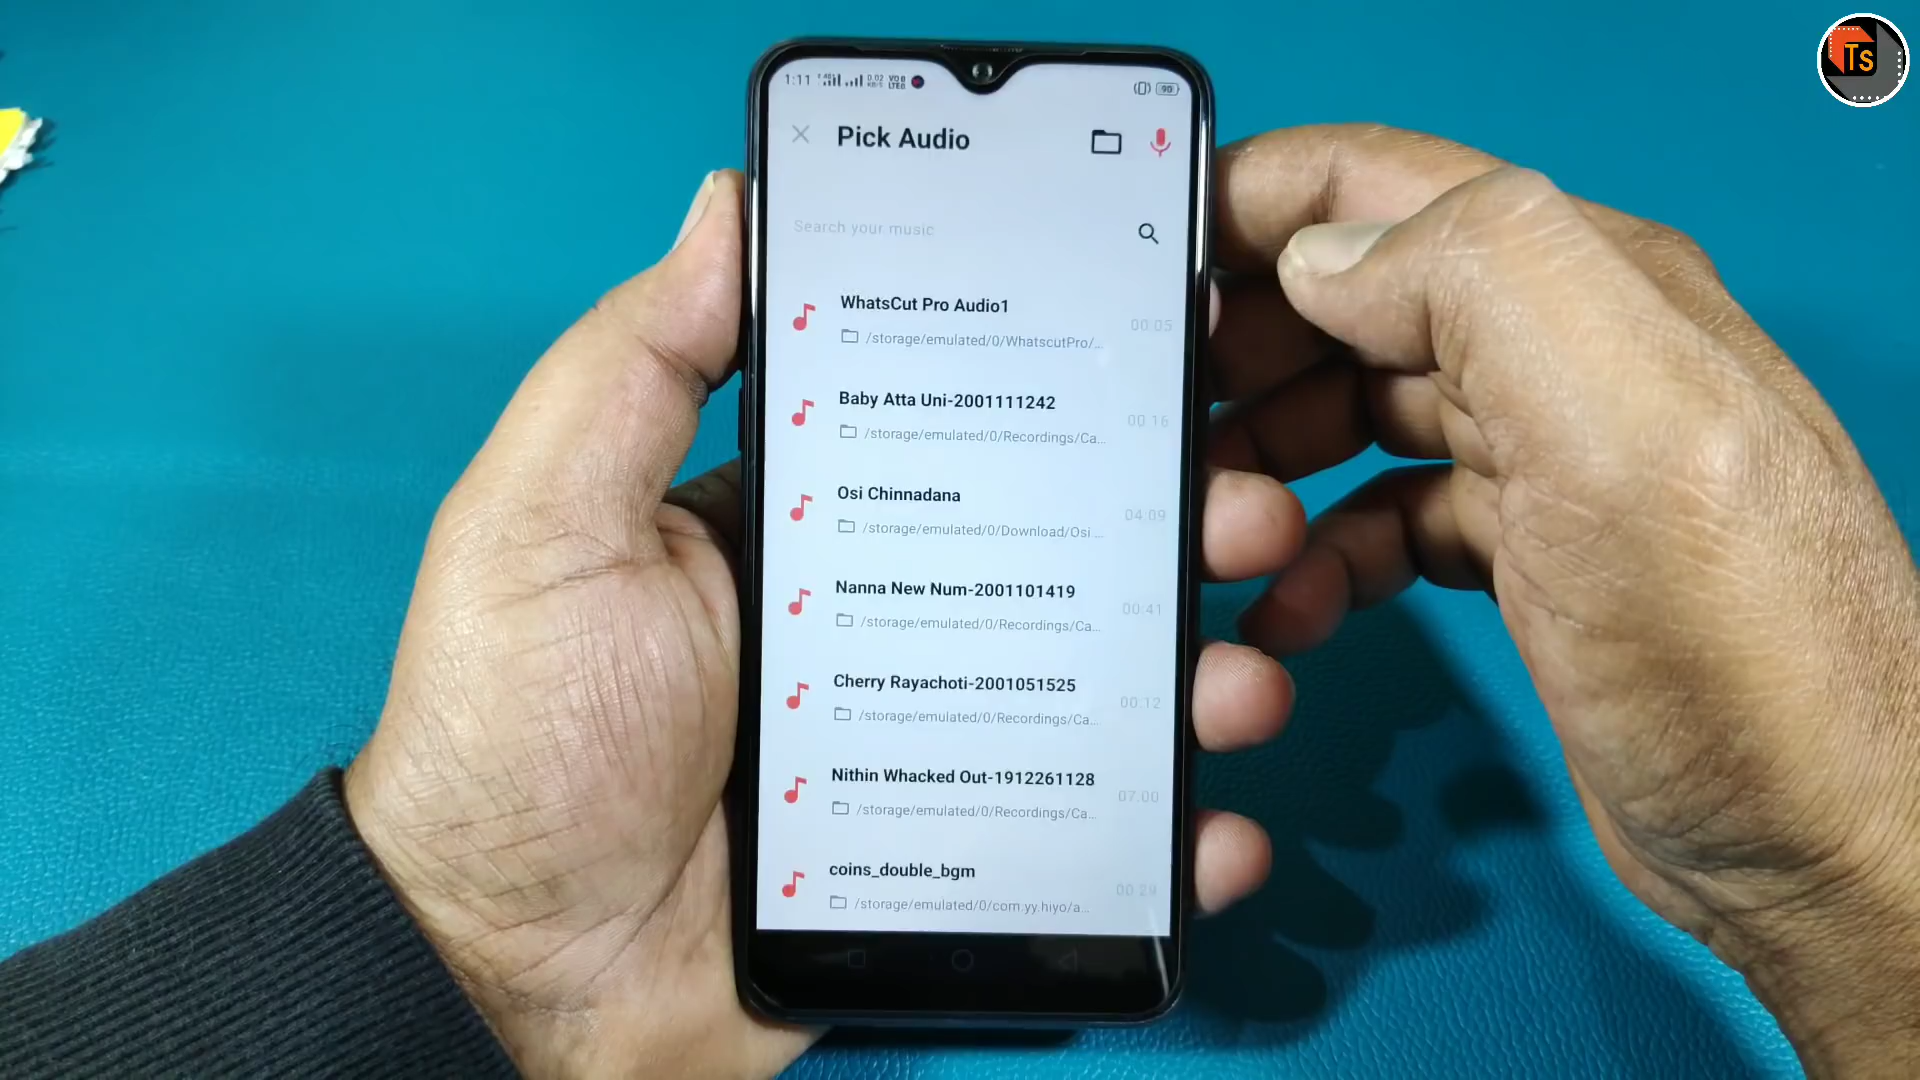 Ts
1:11
90
Pick Audio
Search your music
WhatsCut Pro Audio1
/storage/emulated/0/WhatscutPro/...
00:05
Baby Atta Uni-2001111242
/storage/emulated/0/Recordings/Ca...
00:16
Osi Chinnadana
/storage/emulated/0/Download/Osi ...
04:09
Nanna New Num-2001101419
/storage/emulated/0/Recordings/Ca...
00:41
Cherry Rayachoti-2001051525
/storage/emulated/0/Recordings/Ca...
00:12
Nithin Whacked Out-1912261128
/storage/emulated/0/Recordings/Ca...
07:00
coins_double_bgm
/storage/emulated/0/com.yy.hiyo/a...
00:29